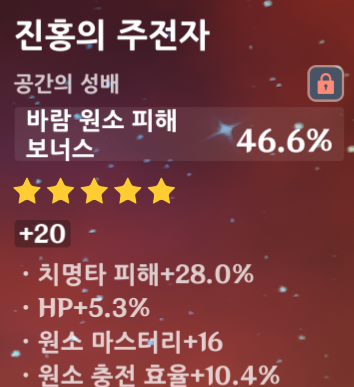 진홍의 주전자
공간의 성배
바람 원소 피해
보너스
46.6%
+20
· 치명타 피해+28.0%
· HP+5.3%
· 원소 마스터리+16
· 원소 충전 효율+10.4%